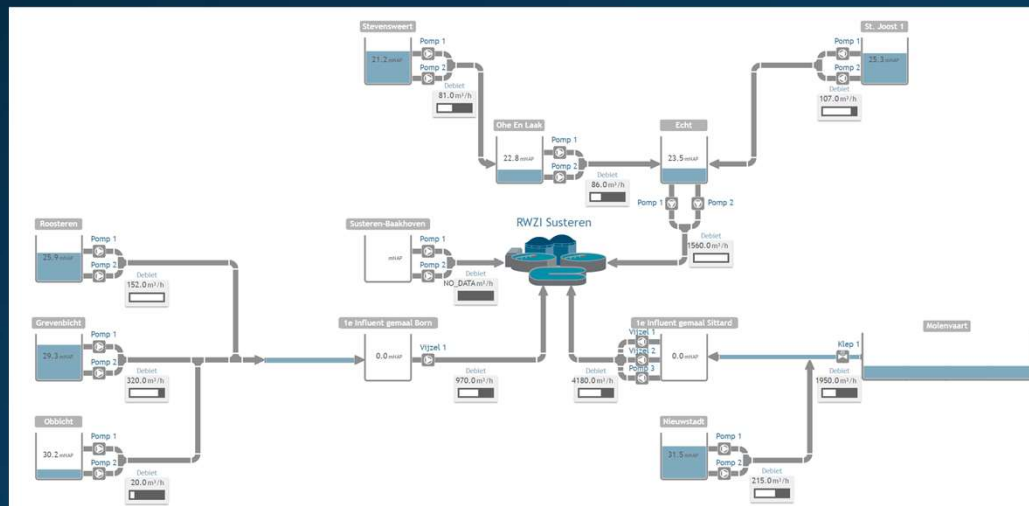 Stevensweert
Pomp 1
21.2 mNAP
Pomp 2
Debiet
81.0 m³/h
St. Joost 1
Pomp 1
25.3 mNAP
Pomp 2
Debiet
107.0 m³/h
Ohe En Laak
Pomp 1
22.8 mNAP
Pomp 2
Debiet
86.0 m³/h
Echt
23.5 mNAP
Pomp 1
Pomp 2
Debiet
1560.0 m³/h
RWZI Susteren
Roosteren
Pomp 1
25.9 mNAP
Pomp 2
Debiet
152.0 m³/h
Susteren-Baakhoven
Pomp 1
mNAP
Pomp 2
Debiet
NO_DATA m³/h
Grevenbicht
Pomp 1
29.3 mNAP
Pomp 2
Debiet
320.0 m³/h
1e Influent gemaal Born
0.0 mNAP
Vijzel 1
Debiet
970.0 m³/h
1e Influent gemaal Sittard
Vijzel 1
Vijzel 2
Pomp 3
0.0 mNAP
Debiet
4180.0 m³/h
Molenvaart
Klep 1
Debiet
1950.0 m³/h
Obbicht
Pomp 1
30.2 mNAP
Pomp 2
Debiet
20.0 m³/h
Nieuwstadt
Pomp 1
31.5 mNAP
Pomp 2
Debiet
215.0 m³/h